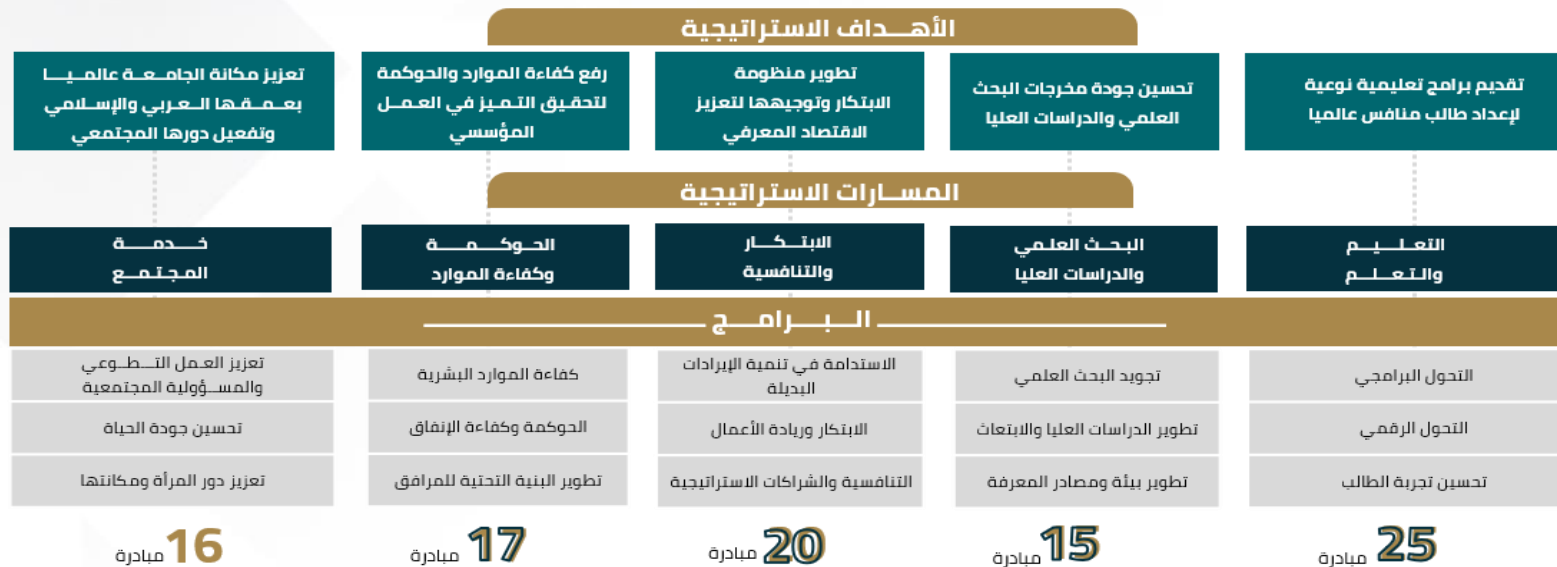 الأهداف الاستراتيجية
تقديم برامج تعليمية نوعية
لإعداد طالب منافس عالميا
تحسين جودة مخرجات البحث
العلمي والدراسات العليا
تطوير منظومة
الابتكار وتوجيهها لتعزيز
الاقتصاد المعرفي
رفع كفاءة الموارد والحوكمة
لتحقيق التميز في العمل
المؤسسي
تعزيز مكانة الجامعة عالميا
بعمقها العربي والإسلامي
وتفعيل دورها المجتمعي
المسارات الاستراتيجية
التعليم
والتعلم
البحث العلمي
والدراسات العليا
الابتكار
والتنافسية
الحوكمة
وكفاءة الموارد
خدمة
المجتمع
البرامج
التحول البرامجي
تجويد البحث العلمي
الاستدامة في تنمية الإيرادات
البديلة
كفاءة الموارد البشرية
تعزيز العمل التطوعي
والمسؤولية المجتمعية
التحول الرقمي
تطوير الدراسات العليا والابتعاث
الابتكار وريادة الأعمال
الحوكمة وكفاءة الإنفاق
تحسين جودة الحياة
تحسين تجربة الطالب
تطوير بيئة ومصادر المعرفة
التنافسية والشراكات الاستراتيجية
تطوير البنية التحتية للمرافق
تعزيز دور المرأة ومكانتها
25 مبادرة
15 مبادرة
20 مبادرة
17 مبادرة
16 مبادرة